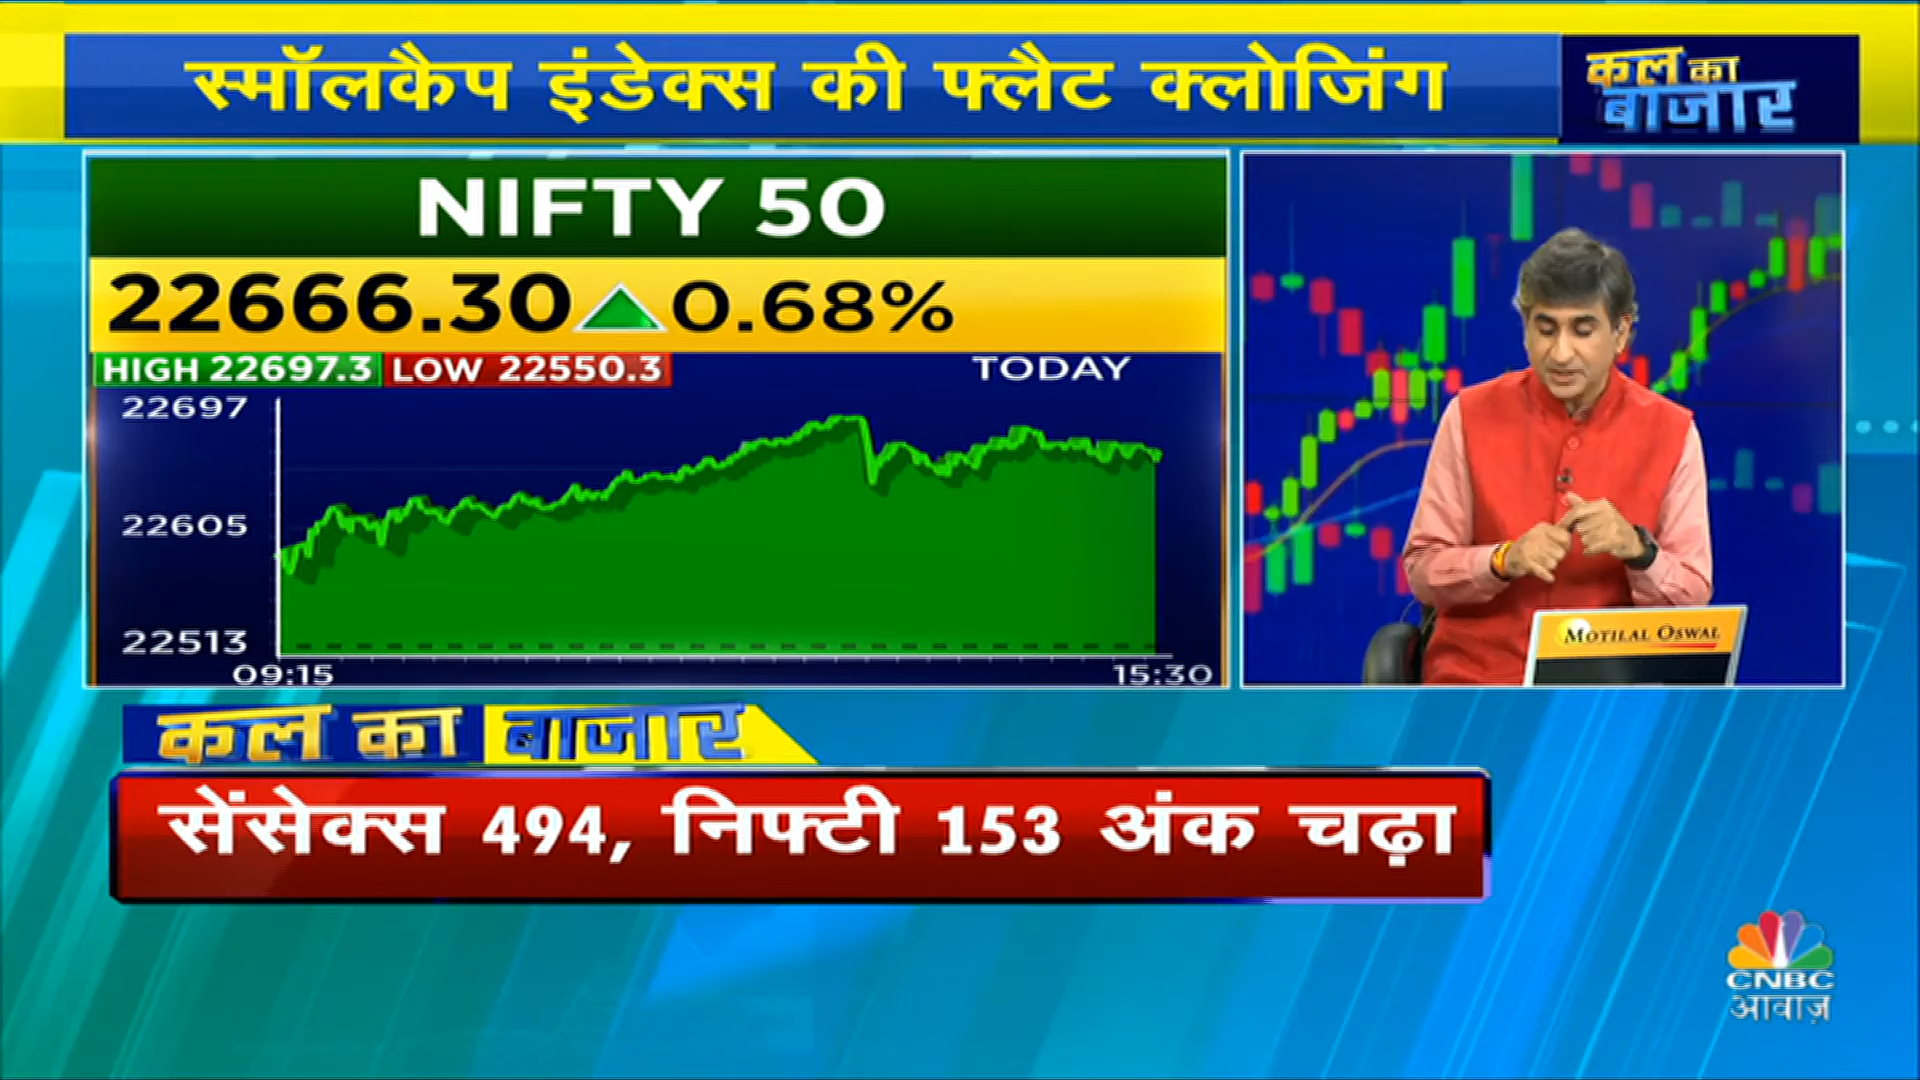 स्मॉलकैप इंडेक्स की फ्लैट क्लोजिंग
कल का
बाजार
NIFTY 50
22666.30 0.68%
HIGH 22697.3 LOW 22550.3 TODAY
22697
22605
22513
09:15 15:30
MOTILAL OSWAL
कल का बाजार
सेंसेक्स 494, निफ्टी 153 अंक चढ़ा
CNBC
आवाज़